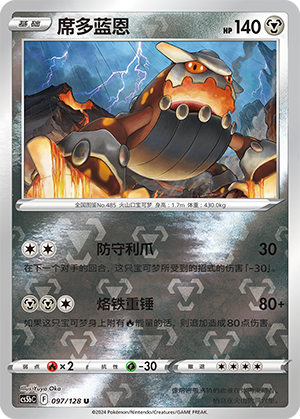 基础 席多蓝恩 HP 140
全国图鉴No.485 火山口宝可梦 身高:1.7m 体重:430.0kg
防守利爪 30
在下一个对手的回合,这只宝可梦所受到的招式的伤害「-30」。
烙铁重锤 80+
如果这只宝可梦身上附有 能量的话,则追加造成80点伤害。
弱点 ×2 抵抗力 -30 撤退
Illus. Yuya Oka
CS5bC F 097/128 U
©2024 Pokémon/Nintendo/Creatures/GAME FREAK.